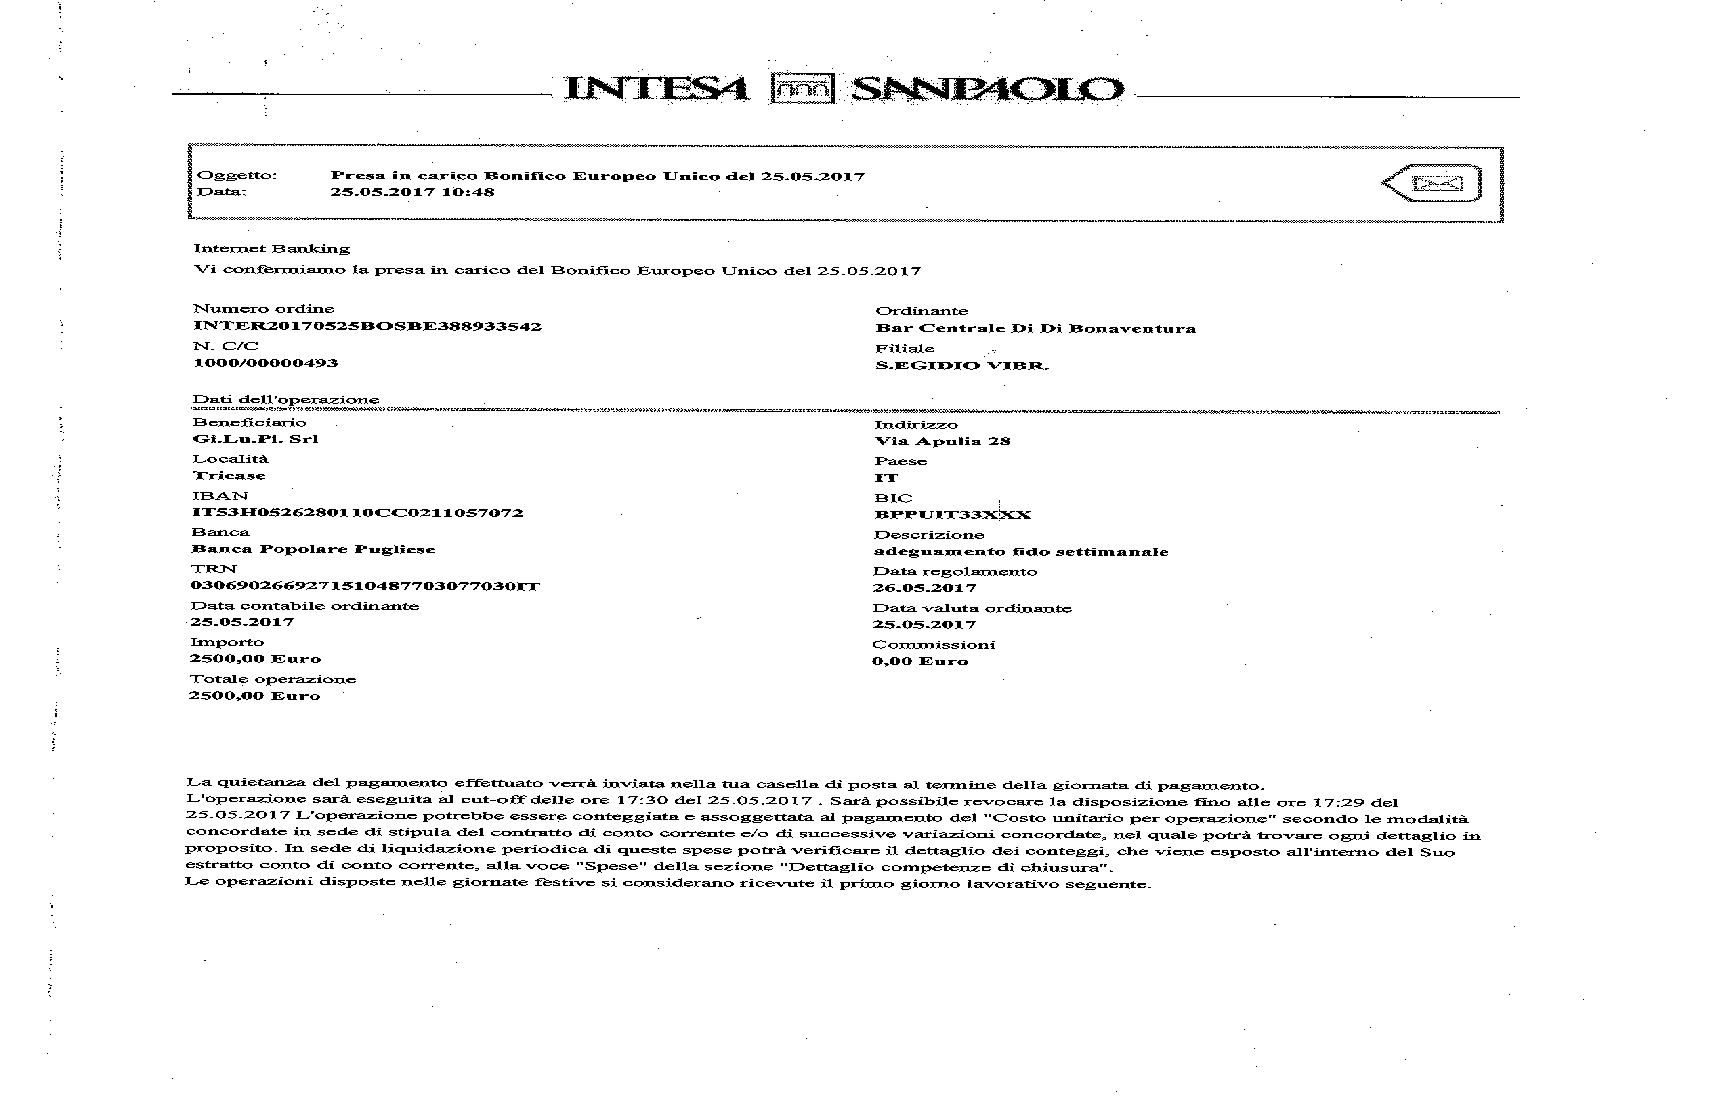 INTESA SANPAOLO
Oggetto: Presa in carico Bonifico Europeo Unico del 25.05.2017
Data: 25.05.2017 10:48
Internet Banking
Vi confermiamo la presa in carico del Bonifico Europeo Unico del 25.05.2017
Numero ordine
INTER20170525BOSBE388933542
Ordinante
Bar Centrale Di Di Bonaventura
N. C/C
1000/00000493
Filiale
S.EGIDIO VIBR.
Dati dell'operazione
Beneficiario
Gi.Lu.Pi. Srl
Indirizzo
Via Apulia 28
Località
Tricase
Paese
IT
IBAN
IT53H0526280110CC0211057072
BIC
BPPUIT33XXX
Banca
Banca Popolare Pugliese
Descrizione
adeguamento fido settimanale
TRN
0306902669271510487703077030IT
Data regolamento
26.05.2017
Data contabile ordinante
25.05.2017
Data valuta ordinante
25.05.2017
Importo
2500,00 Euro
Commissioni
0,00 Euro
Totale operazione
2500,00 Euro
La quietanza del pagamento effettuato verrà inviata nella tua casella di posta al termine della giornata di pagamento.
L'operazione sarà eseguita al cut-off delle ore 17:30 del 25.05.2017 . Sarà possibile revocare la disposizione fino alle ore 17:29 del
25.05.2017 L'operazione potrebbe essere conteggiata e assoggettata al pagamento del "Costo unitario per operazione" secondo le modalità
concordate in sede di stipula del contratto di conto corrente e/o di successive variazioni concordate, nel quale potrà trovare ogni dettaglio in
proposito. In sede di liquidazione periodica di queste spese potrà verificare il dettaglio dei conteggi, che viene esposto all'interno del Suo
estratto conto di conto corrente, alla voce "Spese" della sezione "Dettaglio competenze di chiusura".
Le operazioni disposte nelle giornate festive si considerano ricevute il primo giorno lavorativo seguente.